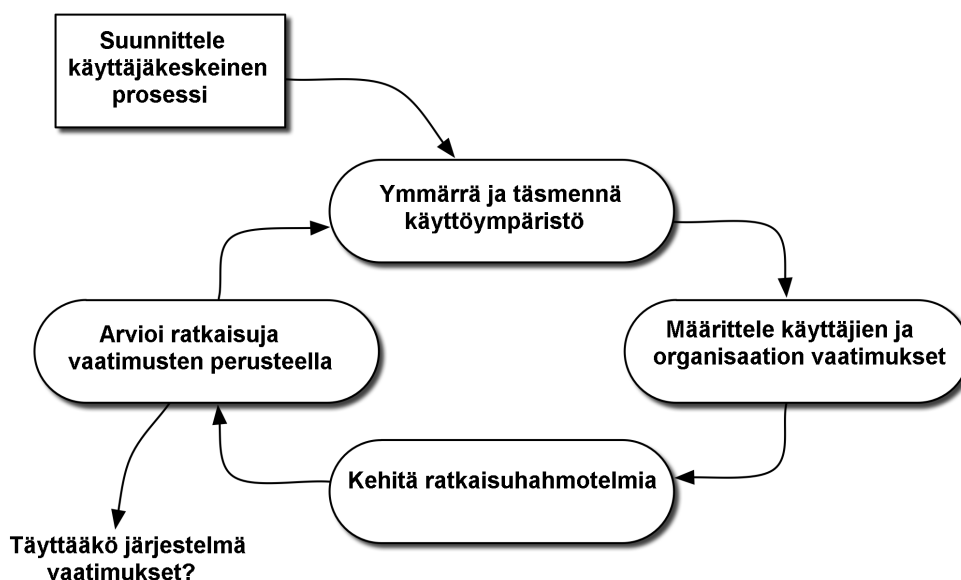 Suunnittele
käyttäjäkeskeinen
prosessi
Ymmärrä ja täsmennä
käyttöympäristö
Määrittele käyttäjien ja
organisaation vaatimukset
Kehitä ratkaisuhahmotelmia
Arvioi ratkaisuja
vaatimusten perusteella
Täyttääkö järjestelmä
vaatimukset?